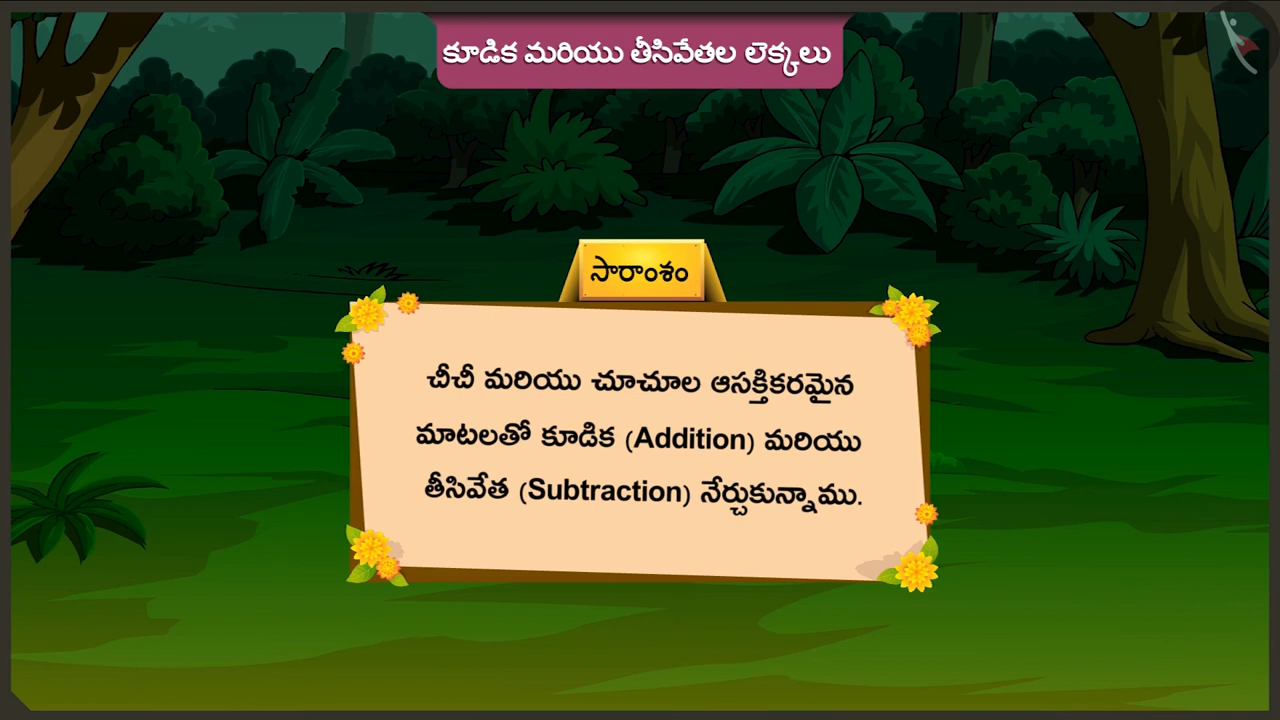 కూడిక మరియు తీసివేతల లెక్కలు
సారాంశం
చీచీ మరియు చూచూల ఆసక్తికరమైన
మాటలతో కూడిక (Addition) మరియు
తీసివేత (Subtraction) నేర్చుకున్నాము.